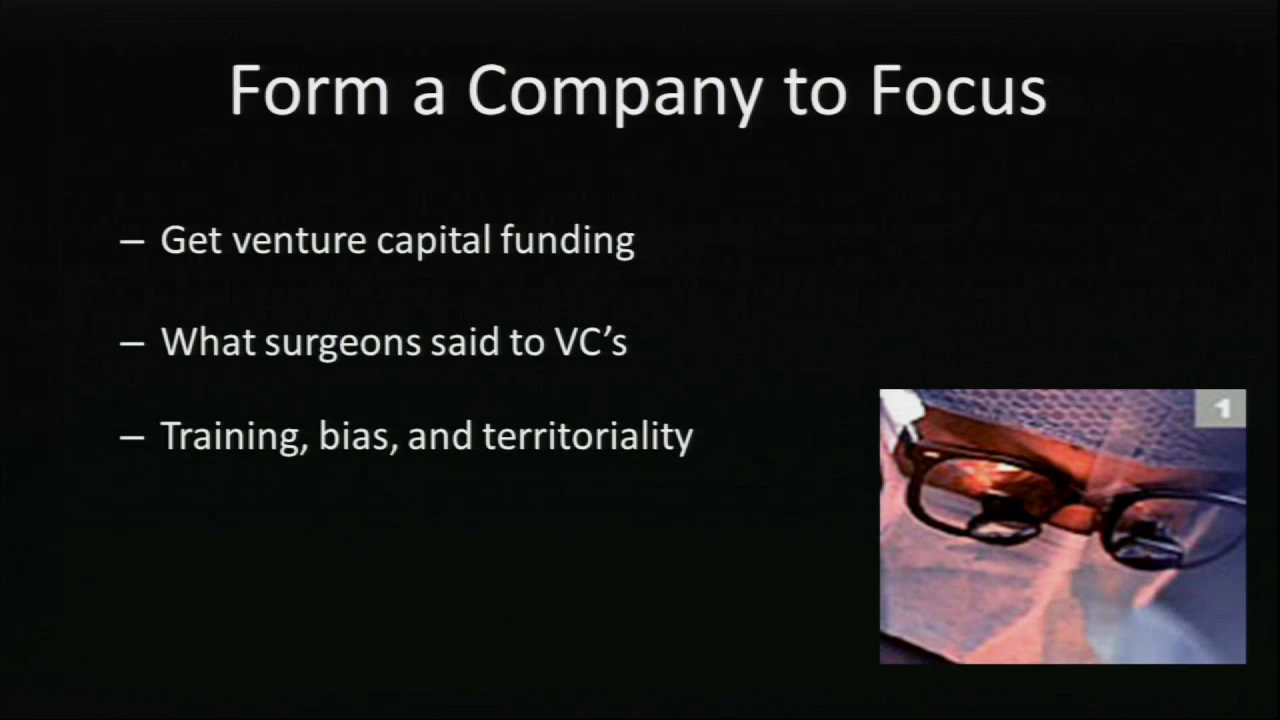 Form a Company to Focus
– Get venture capital funding
– What surgeons said to VC’s
– Training, bias, and territoriality
1